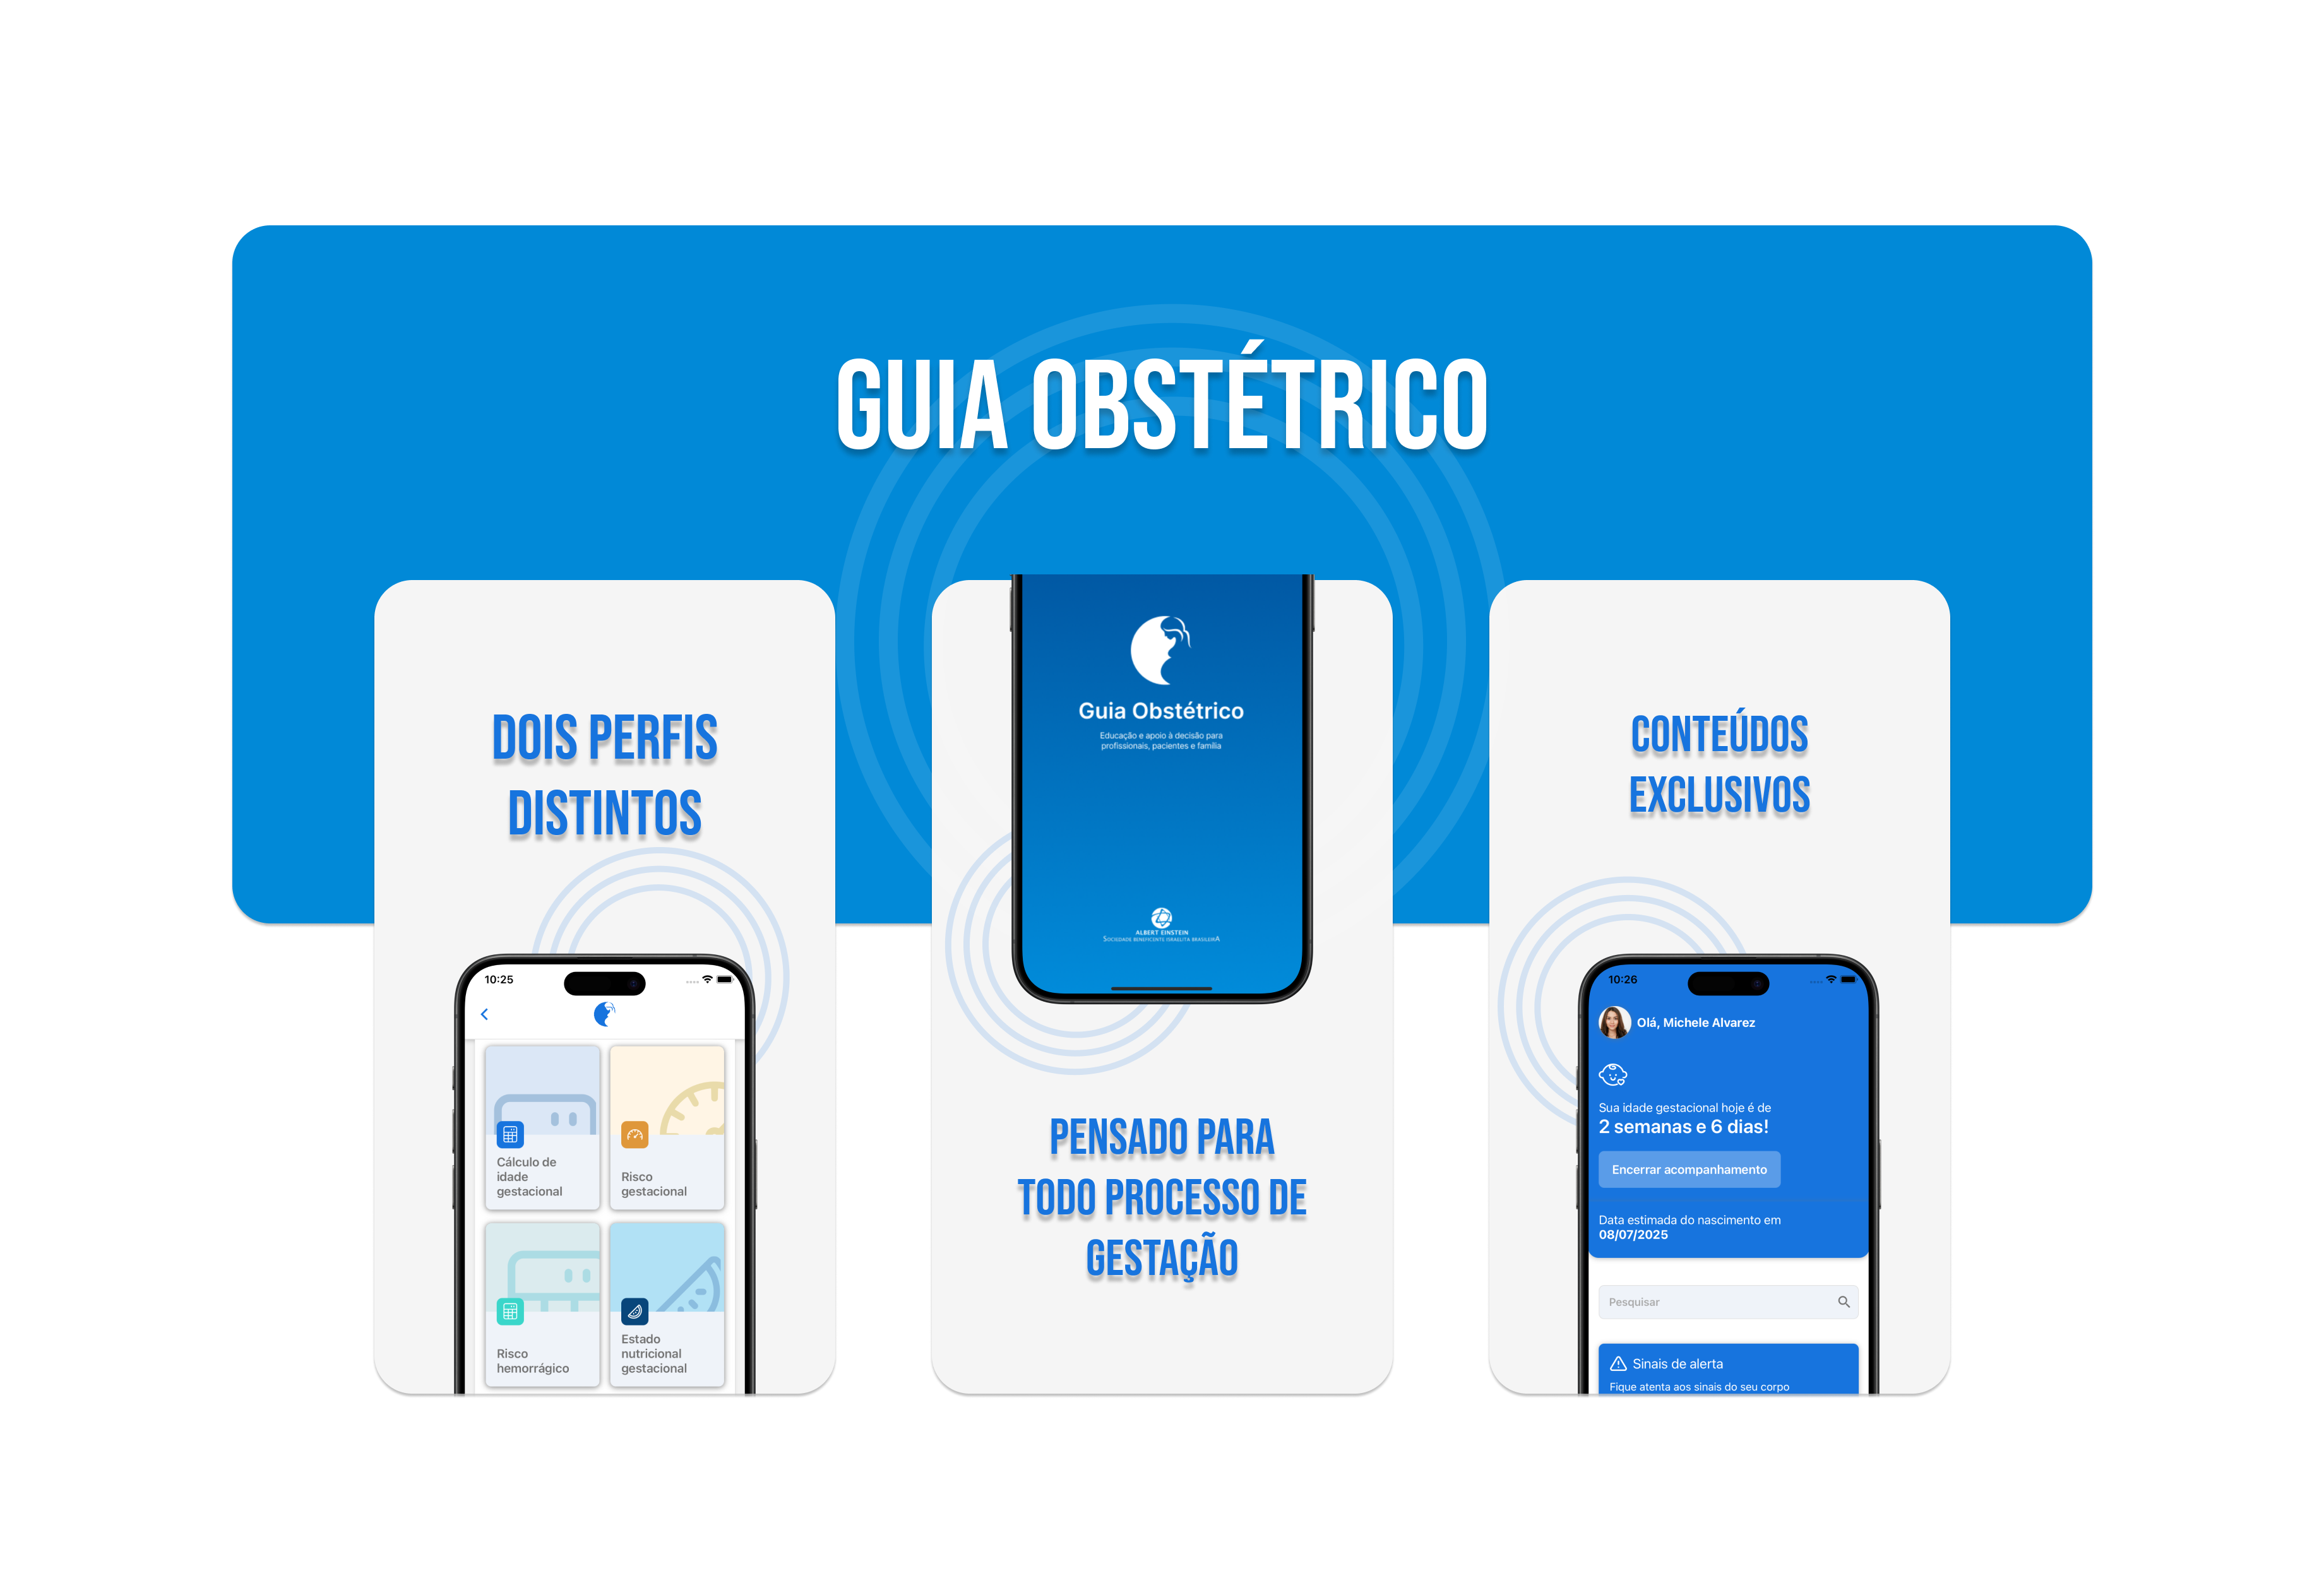 GUIA OBSTÉTRICO
DOIS PERFIS
DISTINTOS
10:25
Cálculo de
idade
gestacional
Risco
gestacional
Risco
hemorrágico
Estado
nutricional
gestacional
Guia Obstétrico
Educação e apoio à decisão para
profissionais, pacientes e família
ALBERT EINSTEIN
SOCIEDADE BENEFICENTE ISRAELITA BRASILEIRA
PENSADO PARA
TODO PROCESSO DE
GESTAÇÃO
CONTEÚDOS
EXCLUSIVOS
10:26
Olá, Michele Alvarez
Sua idade gestacional hoje é de
2 semanas e 6 dias!
Encerrar acompanhamento
Data estimada do nascimento em
08/07/2025
Pesquisar
Sinais de alerta
Fique atenta aos sinais do seu corpo